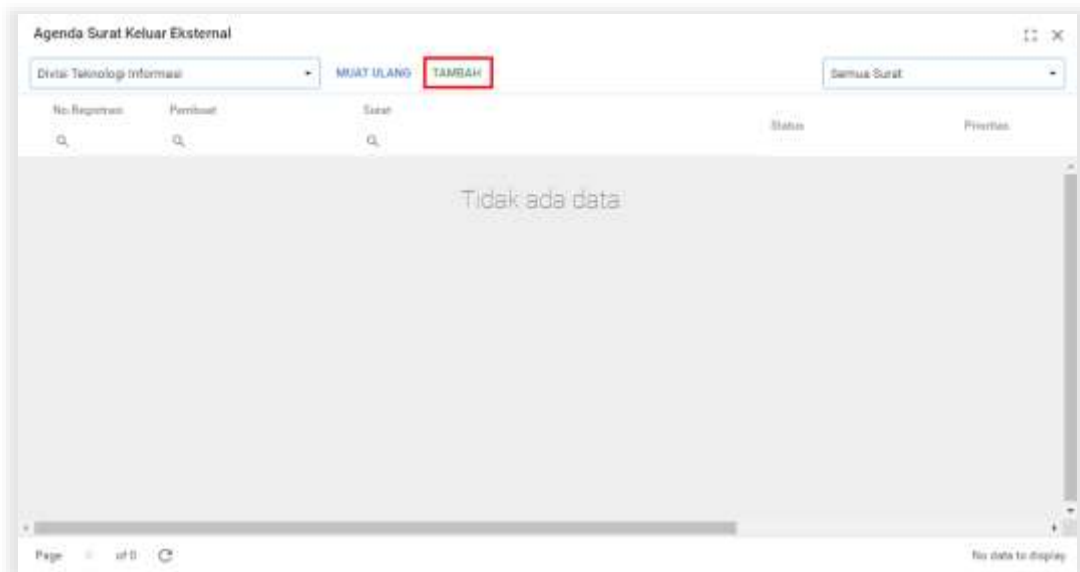 Agenda Surat Keluar Eksternal
Divisi Teknologi Informasi MUAT ULANG TAMBAH Semua Surat
No.Registrasi Pembuat Surat Status Prioritas
Tidak ada data
Page of 0 No data to display